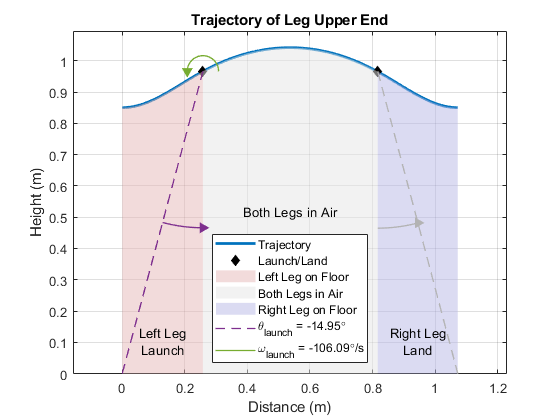 Trajectory of Leg Upper End
Height (m)
1
0.9
0.8
0.7
0.6
0.5
0.4
0.3
0.2
0.1
0
Both Legs in Air
Trajectory
Launch/Land
Left Leg on Floor
Both Legs in Air
Right Leg on Floor
θlaunch = -14.95°
ωlaunch = -106.09°/s
Left Leg
Launch
Right Leg
Land
0 0.2 0.4 0.6 0.8 1 1.2
Distance (m)